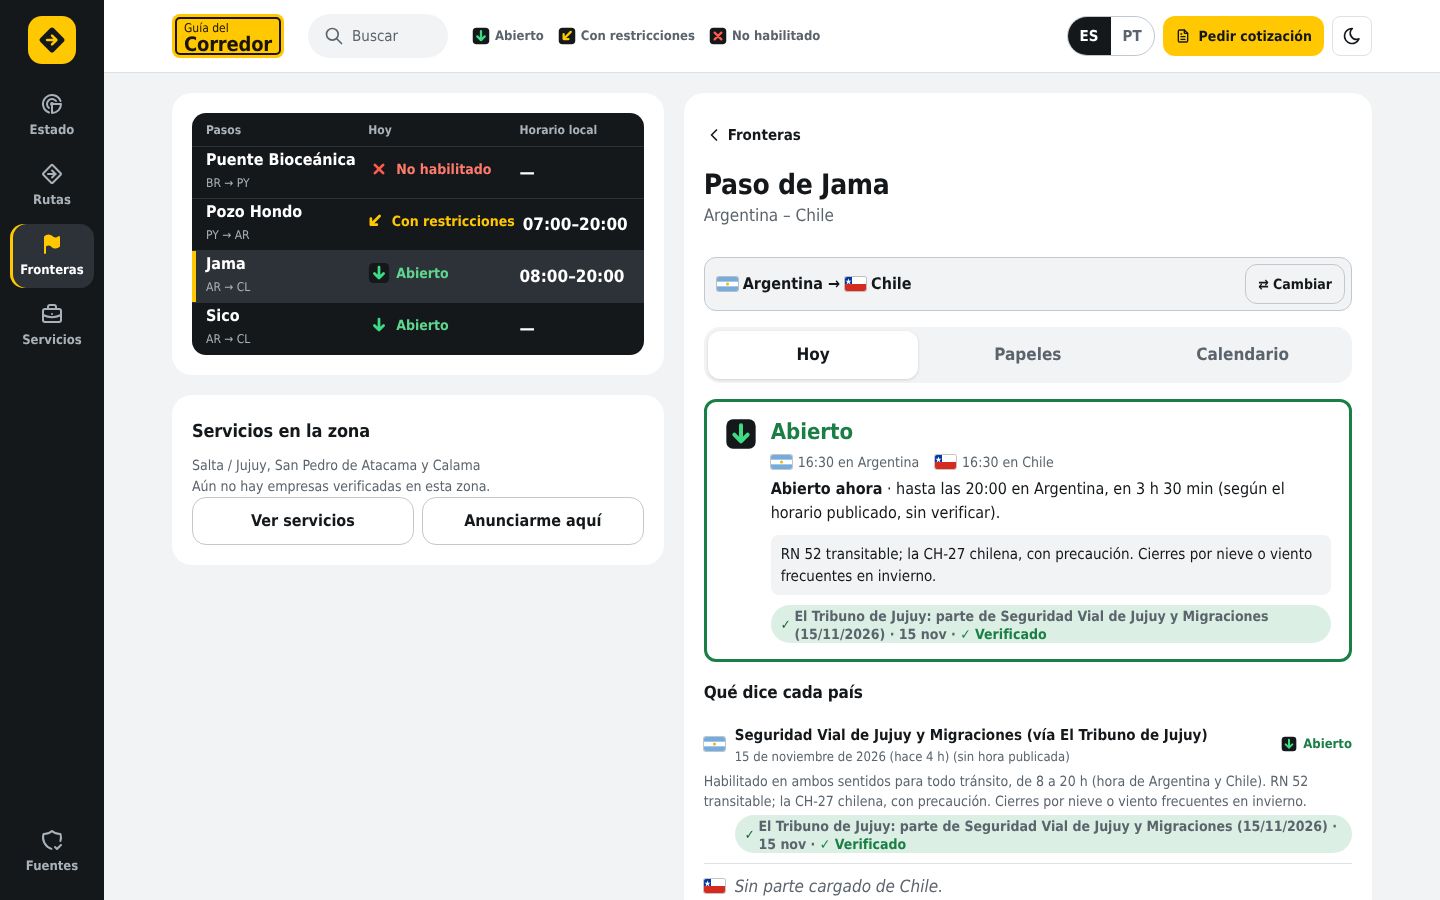 Guía del
Corredor
Buscar
Abierto
Con restricciones
No habilitado
ES
PT
Pedir cotización
Estado
Rutas
Fronteras
Servicios
Fuentes
Pasos
Hoy
Horario local
Puente Bioceánica
BR → PY
No habilitado
—
Pozo Hondo
PY → AR
Con restricciones
07:00–20:00
Jama
AR → CL
Abierto
08:00–20:00
Sico
AR → CL
Abierto
—
Servicios en la zona
Salta / Jujuy, San Pedro de Atacama y Calama
Aún no hay empresas verificadas en esta zona.
Ver servicios
Anunciarme aquí
Fronteras
Paso de Jama
Argentina – Chile
Argentina → Chile
⇄ Cambiar
Hoy
Papeles
Calendario
Abierto
16:30 en Argentina
16:30 en Chile
Abierto ahora · hasta las 20:00 en Argentina, en 3 h 30 min (según el
horario publicado, sin verificar).
RN 52 transitable; la CH-27 chilena, con precaución. Cierres por nieve o viento
frecuentes en invierno.
✓ El Tribuno de Jujuy: parte de Seguridad Vial de Jujuy y Migraciones
(15/11/2026) · 15 nov · ✓ Verificado
Qué dice cada país
Seguridad Vial de Jujuy y Migraciones (vía El Tribuno de Jujuy)
15 de noviembre de 2026 (hace 4 h) (sin hora publicada)
Abierto
Habilitado en ambos sentidos para todo tránsito, de 8 a 20 h (hora de Argentina y Chile). RN 52
transitable; la CH-27 chilena, con precaución. Cierres por nieve o viento frecuentes en invierno.
✓ El Tribuno de Jujuy: parte de Seguridad Vial de Jujuy y Migraciones (15/11/2026) ·
15 nov · ✓ Verificado
Sin parte cargado de Chile.